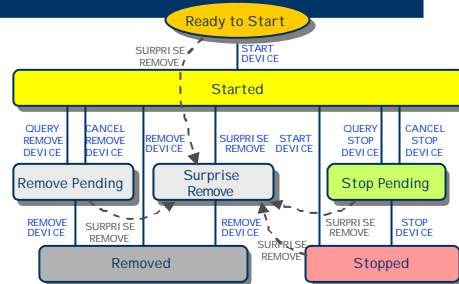 Ready to Start
SURPRISE
REMOVE
START
DEVICE
Started
QUERY
REMOVE
DEVICE
CANCEL
REMOVE
DEVICE
REMOVE
DEVICE
SURPRISE
REMOVE
START
DEVICE
QUERY
STOP
DEVICE
CANCEL
STOP
DEVICE
Remove Pending
Surprise
Remove
Stop Pending
REMOVE
DEVICE
SURPRISE
REMOVE
REMOVE
DEVICE
SURPRISE
REMOVE
SURPRISE
REMOVE
STOP
DEVICE
Removed
Stopped